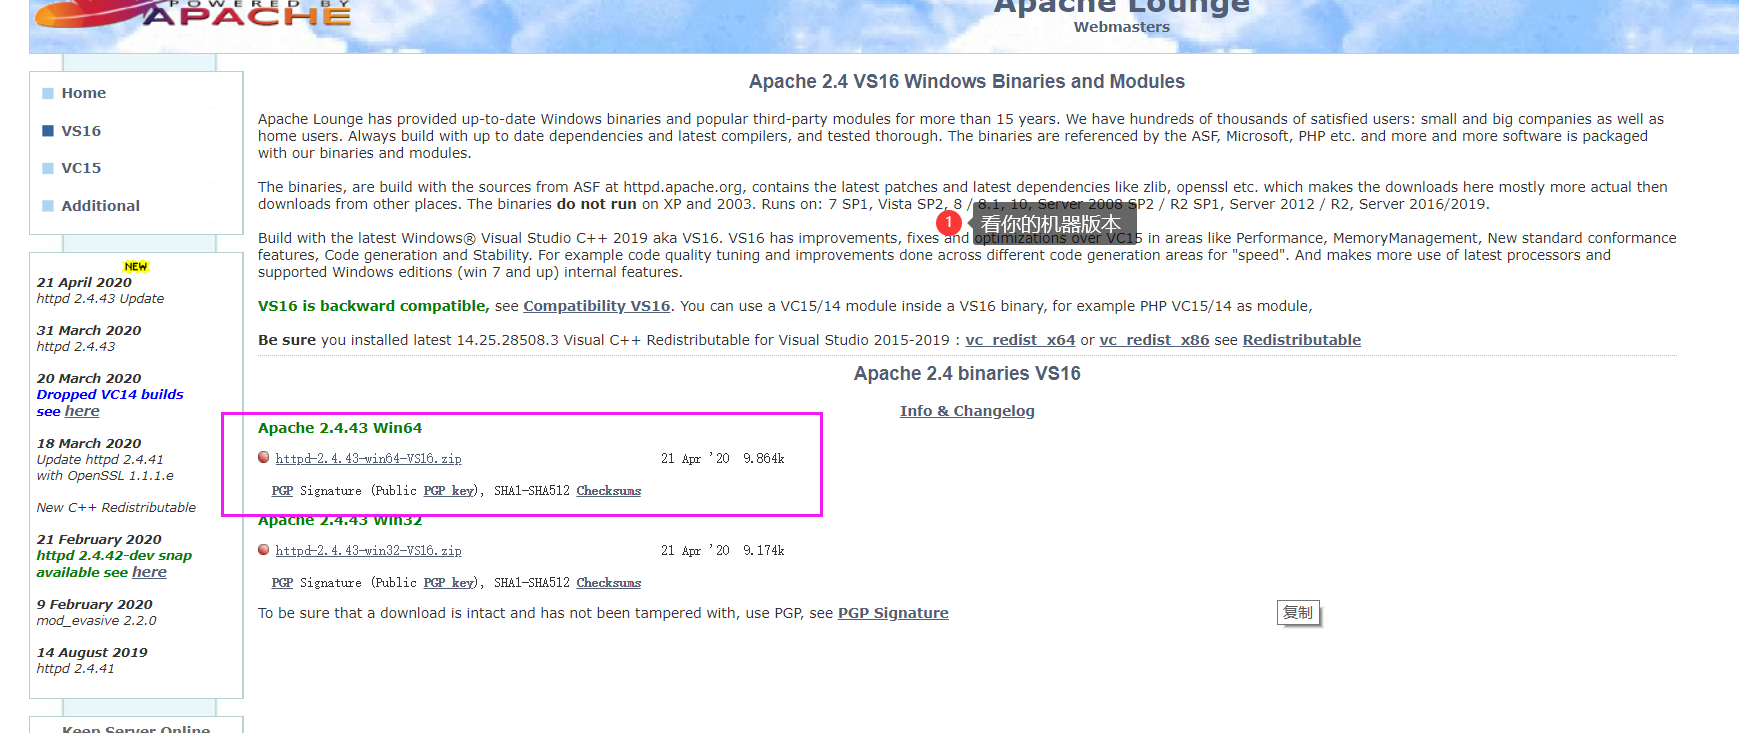 POWERED BY
APACHE
Apache Lounge
Webmasters
Home
VS16
VC15
Additional
NEW
21 April 2020
httpd 2.4.43 Update
31 March 2020
httpd 2.4.43
20 March 2020
Dropped VC14 builds
see here
18 March 2020
Update httpd 2.4.41
with OpenSSL 1.1.1.e
New C++ Redistributable
21 February 2020
httpd 2.4.42-dev snap
available see here
9 February 2020
mod_evasive 2.2.0
14 August 2019
httpd 2.4.41
Keep Server Online
Apache 2.4 VS16 Windows Binaries and Modules
Apache Lounge has provided up-to-date Windows binaries and popular third-party modules for more than 15 years. We have hundreds of thousands of satisfied users: small and big companies as well as
home users. Always build with up to date dependencies and latest compilers, and tested thorough. The binaries are referenced by the ASF, Microsoft, PHP etc. and more and more software is packaged
with our binaries and modules.
The binaries, are build with the sources from ASF at httpd.apache.org, contains the latest patches and latest dependencies like zlib, openssl etc. which makes the downloads here mostly more actual then
downloads from other places. The binaries do not run on XP and 2003. Runs on: 7 SP1, Vista SP2, 8 / 8.1, 10, Server 2008 SP2 / R2 SP1, Server 2012 / R2, Server 2016/2019.
1 看你的机器版本
Build with the latest Windows® Visual Studio C++ 2019 aka VS16. VS16 has improvements, fixes and optimizations over VC15 in areas like Performance, MemoryManagement, New standard conformance
features, Code generation and Stability. For example code quality tuning and improvements done across different code generation areas for "speed". And makes more use of latest processors and
supported Windows editions (win 7 and up) internal features.
VS16 is backward compatible, see Compatibility VS16. You can use a VC15/14 module inside a VS16 binary, for example PHP VC15/14 as module,
Be sure you installed latest 14.25.28508.3 Visual C++ Redistributable for Visual Studio 2015-2019 : vc_redist_x64 or vc_redist_x86 see Redistributable
Apache 2.4 binaries VS16
Info & Changelog
Apache 2.4.43 Win64
httpd-2.4.43-win64-VS16.zip 21 Apr '20 9.864k
PGP Signature (Public PGP key), SHA1-SHA512 Checksums
Apache 2.4.43 Win32
httpd-2.4.43-win32-VS16.zip 21 Apr '20 9.174k
PGP Signature (Public PGP key), SHA1-SHA512 Checksums
To be sure that a download is intact and has not been tampered with, use PGP, see PGP Signature
复制